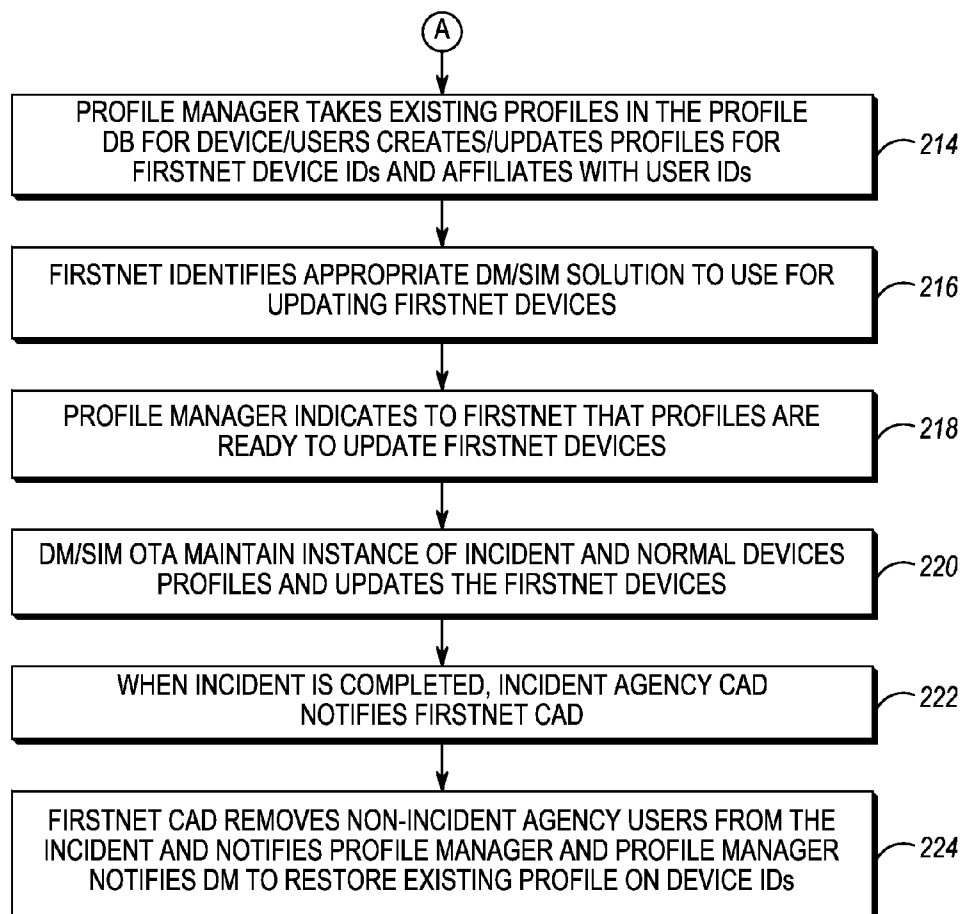 A
PROFILE MANAGER TAKES EXISTING PROFILES IN THE PROFILE
DB FOR DEVICE/USERS CREATES/UPDATES PROFILES FOR
FIRSTNET DEVICE IDs AND AFFILIATES WITH USER IDs
214
FIRSTNET IDENTIFIES APPROPRIATE DM/SIM SOLUTION TO USE FOR
UPDATING FIRSTNET DEVICES
216
PROFILE MANAGER INDICATES TO FIRSTNET THAT PROFILES ARE
READY TO UPDATE FIRSTNET DEVICES
218
DM/SIM OTA MAINTAIN INSTANCE OF INCIDENT AND NORMAL DEVICES
PROFILES AND UPDATES THE FIRSTNET DEVICES
220
WHEN INCIDENT IS COMPLETED, INCIDENT AGENCY CAD
NOTIFIES FIRSTNET CAD
222
FIRSTNET CAD REMOVES NON-INCIDENT AGENCY USERS FROM THE
INCIDENT AND NOTIFIES PROFILE MANAGER AND PROFILE MANAGER
NOTIFIES DM TO RESTORE EXISTING PROFILE ON DEVICE IDs
224